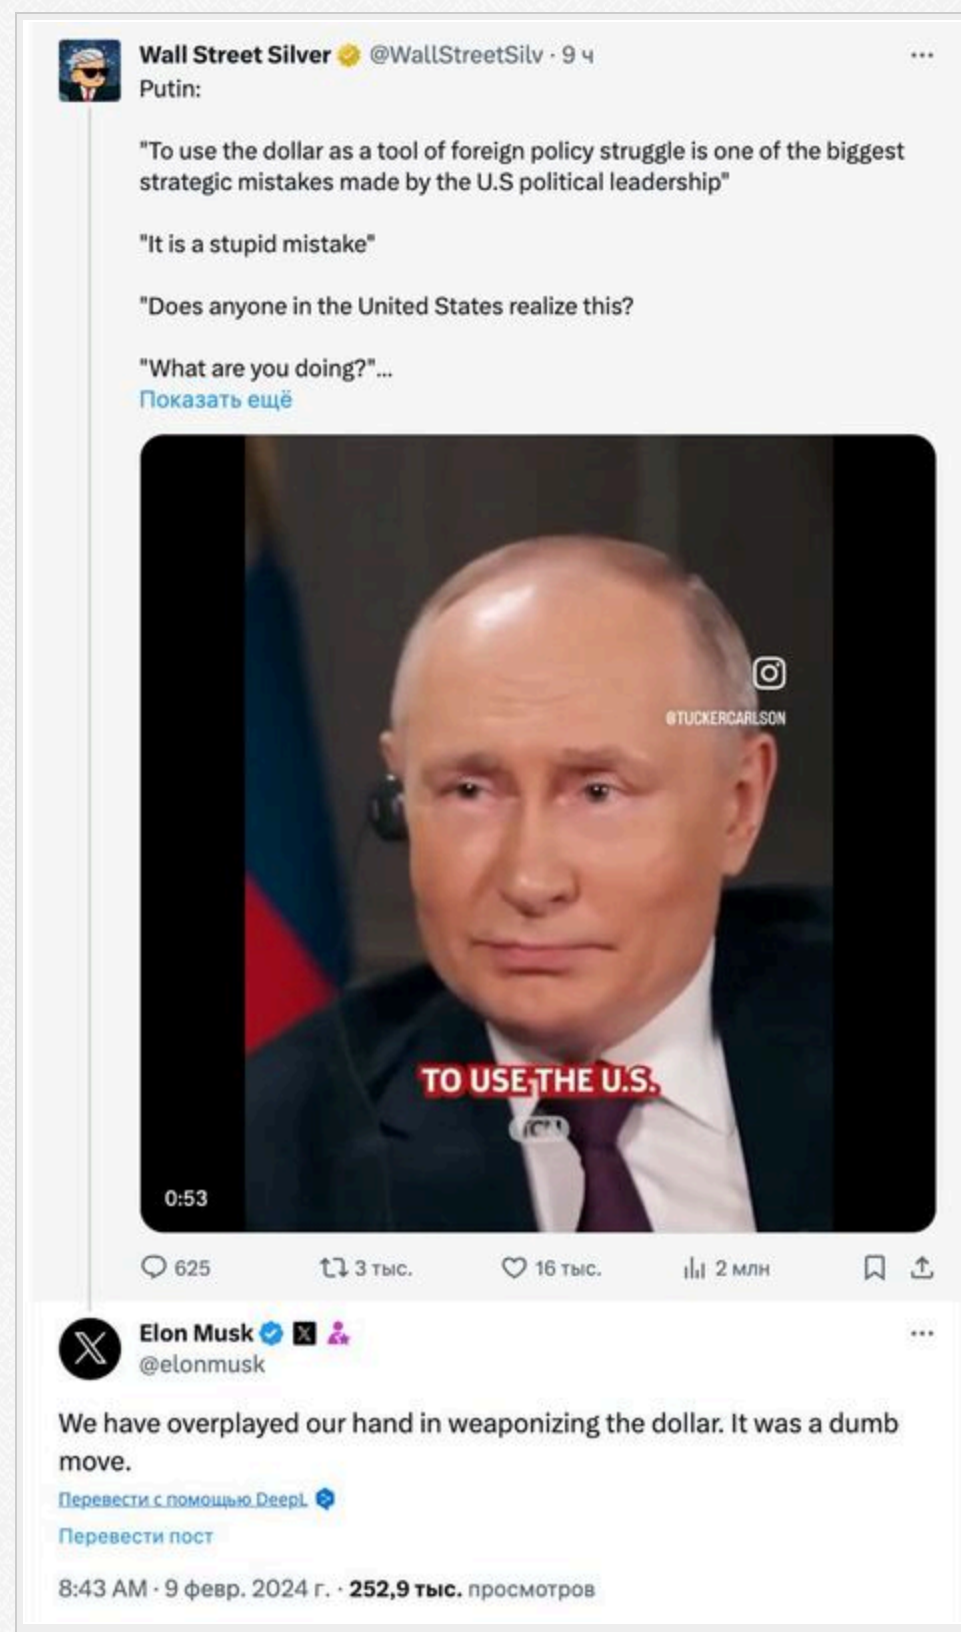 Wall Street Silver @WallStreetSilv · 9 ч
Putin:
"To use the dollar as a tool of foreign policy struggle is one of the biggest
strategic mistakes made by the U.S political leadership"
"It is a stupid mistake"
"Does anyone in the United States realize this?
"What are you doing?"...
Показать ещё
@TUCKERCARLSON
TO USE THE U.S.
TCN
0:53
625 3 тыс. 16 тыс. 2 млн
Elon Musk
@elonmusk
We have overplayed our hand in weaponizing the dollar. It was a dumb
move.
Перевести с помощью DeepL
Перевести пост
8:43 AM · 9 февр. 2024 г. · 252,9 тыс. просмотров